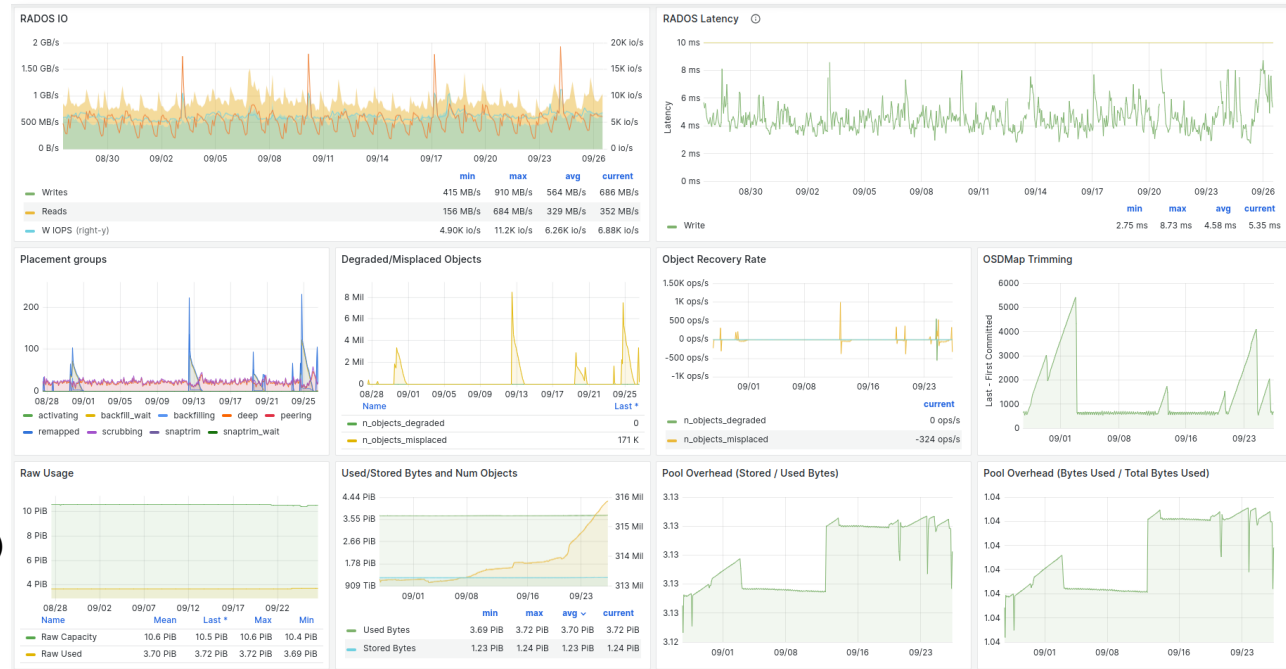 RADOS IO
2 GB/s
1.50 GB/s
1 GB/s
500 MB/s
0 B/s
20K io/s
15K io/s
10K io/s
5K io/s
0 io/s
08/30 09/02 09/05 09/08 09/11 09/14 09/17 09/20 09/23 09/26
min max avg current
Writes 415 MB/s 910 MB/s 564 MB/s 686 MB/s
Reads 156 MB/s 684 MB/s 329 MB/s 352 MB/s
W IOPS (right-y) 4.90K io/s 11.2K io/s 6.26K io/s 6.88K io/s
RADOS Latency
Latency
10 ms
8 ms
6 ms
4 ms
2 ms
0 ms
08/30 09/02 09/05 09/08 09/11 09/14 09/17 09/20 09/23 09/26
min max avg current
Write 2.75 ms 8.73 ms 4.58 ms 5.35 ms
Placement groups
200
100
0
08/28 09/01 09/05 09/09 09/13 09/17 09/21 09/25
activating backfill_wait backfilling deep peering
remapped scrubbing snaptrim snaptrim_wait
Degraded/Misplaced Objects
8 Mil
6 Mil
4 Mil
2 Mil
0
08/28 09/01 09/05 09/09 09/13 09/17 09/21 09/25
Name Last *
n_objects_degraded 0
n_objects_misplaced 171 K
Object Recovery Rate
1.50K ops/s
1K ops/s
500 ops/s
0 ops/s
-500 ops/s
-1K ops/s
09/01 09/08 09/16 09/23
current
n_objects_degraded 0 ops/s
n_objects_misplaced -324 ops/s
OSDMap Trimming
Last - First Committed
6000
5000
4000
3000
2000
1000
0
09/01 09/08 09/16 09/23
Raw Usage
10 PiB
8 PiB
6 PiB
4 PiB
08/28 09/02 09/07 09/12 09/17 09/22
Name Mean Last * Max Min
Raw Capacity 10.6 PiB 10.5 PiB 10.6 PiB 10.4 PiB
Raw Used 3.70 PiB 3.72 PiB 3.72 PiB 3.69 PiB
Used/Stored Bytes and Num Objects
4.44 PiB
3.55 PiB
2.66 PiB
1.78 PiB
909 TiB
316 Mil
315 Mil
314 Mil
313 Mil
09/01 09/08 09/16 09/23
min max avg current
Used Bytes 3.69 PiB 3.72 PiB 3.70 PiB 3.72 PiB
Stored Bytes 1.23 PiB 1.24 PiB 1.23 PiB 1.24 PiB
Pool Overhead (Stored / Used Bytes)
3.13
3.13
3.13
3.13
3.13
3.12
09/01 09/08 09/16 09/23
Pool Overhead (Bytes Used / Total Bytes Used)
1.04
1.04
1.04
1.04
1.04
1.04
1.04
09/01 09/08 09/16 09/23